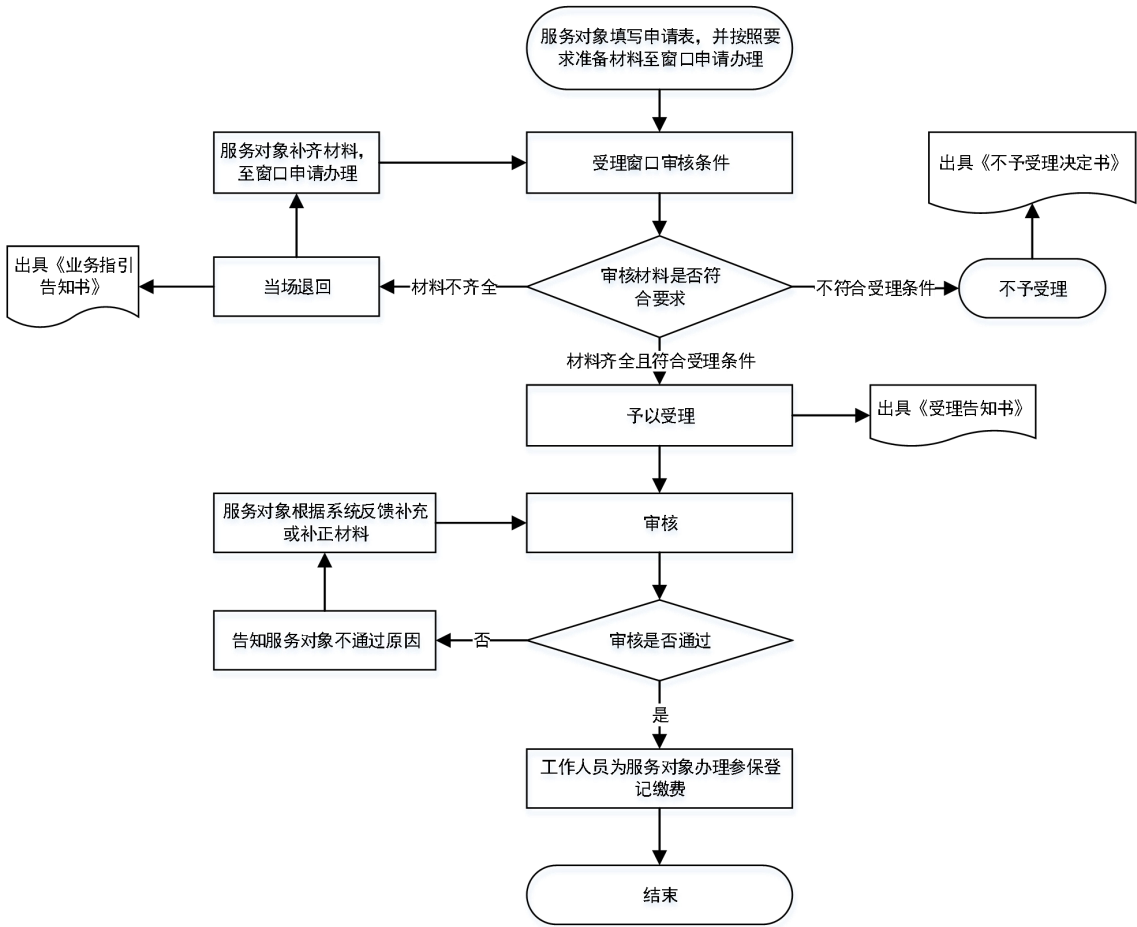 服务对象填写申请表，并按照要
求准备材料至窗口申请办理
服务对象补齐材料，
至窗口申请办理
受理窗口审核条件
出具《不予受理决定书》
出具《业务指引
告知书》
当场退回
材料不齐全
审核材料是否符
合要求
不符合受理条件
不予受理
材料齐全且符合受理条件
予以受理
出具《受理告知书》
服务对象根据系统反馈补充
或补正材料
审核
告知服务对象不通过原因
否
审核是否通过
是
工作人员为服务对象办理参保登
记缴费
结束